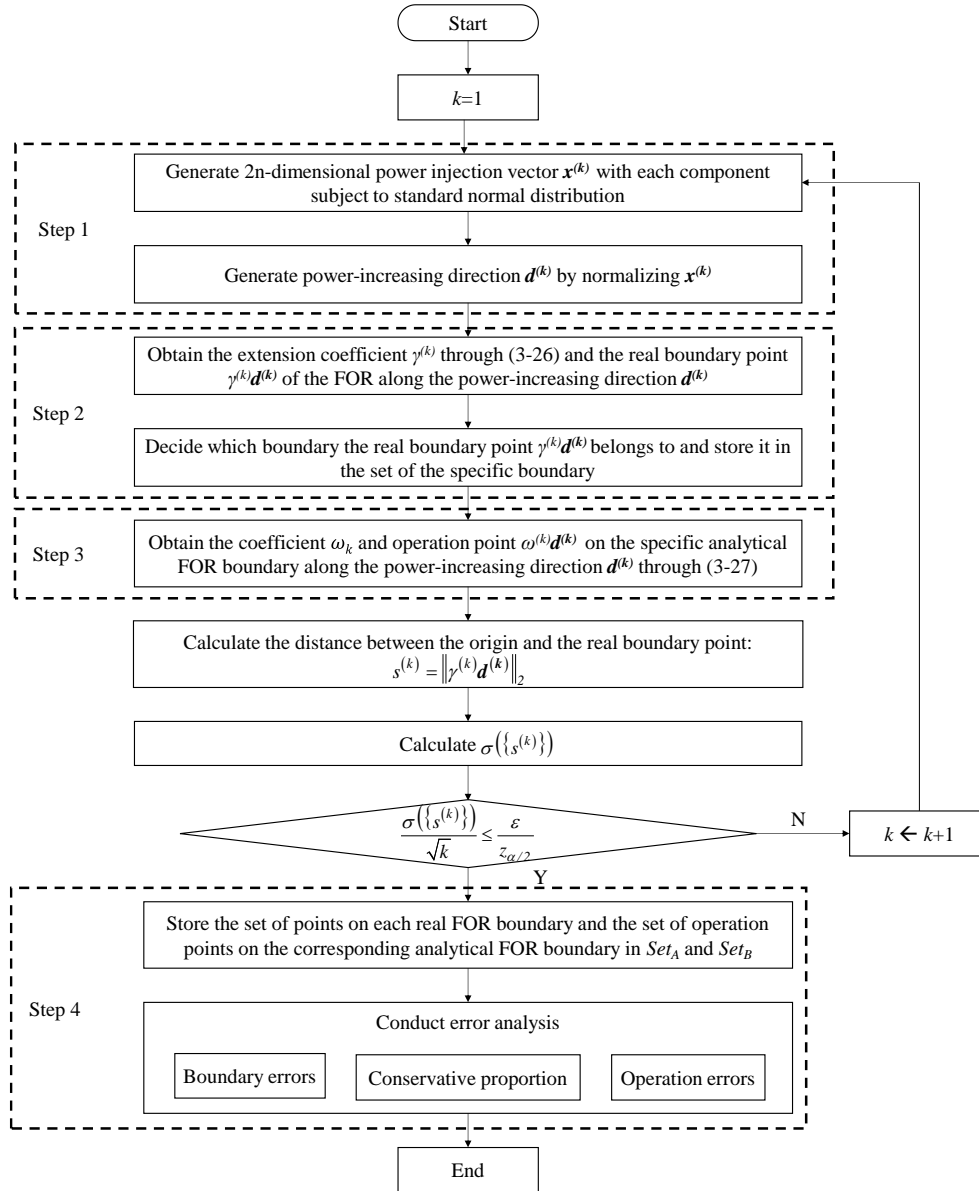 Start
k=1
Step 1
Generate 2n-dimensional power injection vector x^(k) with each component
subject to standard normal distribution
Generate power-increasing direction d^(k) by normalizing x^(k)
Step 2
Obtain the extension coefficient γ^(k) through (3-26) and the real boundary point
γ^(k)d^(k) of the FOR along the power-increasing direction d^(k)
Decide which boundary the real boundary point γ^(k)d^(k) belongs to and store it in
the set of the specific boundary
Step 3
Obtain the coefficient ω_k and operation point ω^(k)d^(k) on the specific analytical
FOR boundary along the power-increasing direction d^(k) through (3-27)
Calculate the distance between the origin and the real boundary point:
s^(k) = ||γ^(k)d^(k)||_2
Calculate σ({s^(k)})
σ({s^(k)})/√k ≤ ε/z_α/2
N
k ← k+1
Y
Step 4
Store the set of points on each real FOR boundary and the set of operation
points on the corresponding analytical FOR boundary in Set_A and Set_B
Conduct error analysis
Boundary errors
Conservative proportion
Operation errors
End